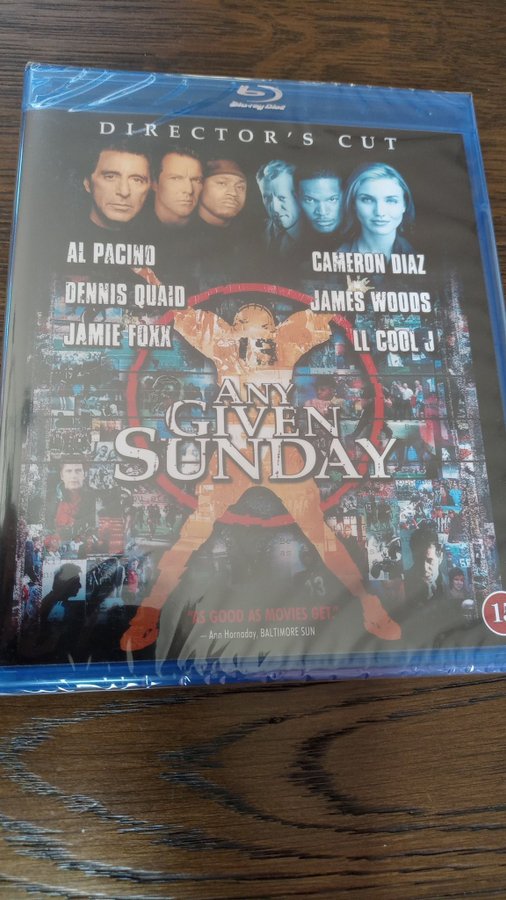 Blu-ray Disc
DIRECTOR'S CUT
AL PACINO
CAMERON DIAZ
DENNIS QUAID
JAMES WOODS
JAMIE FOXX
LL COOL J
13
ANY
GIVEN
SUNDAY
"AS GOOD AS MOVIES GET."
— Ann Hornaday, BALTIMORE SUN
15